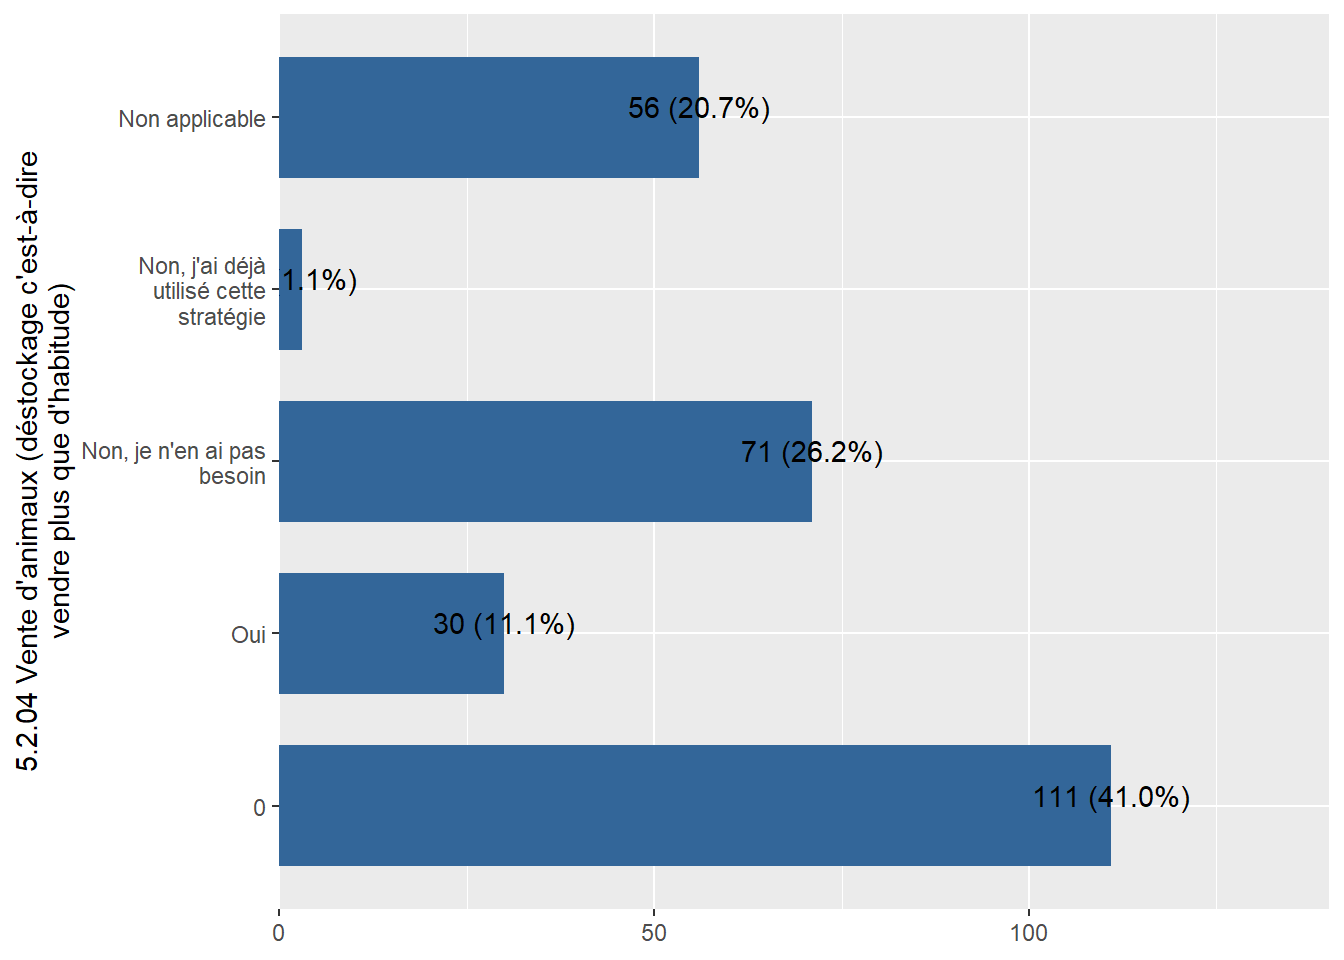 5.2.04 Vente d'animaux (déstockage c'est-à-dire
vendre plus que d'habitude)
Non applicable
56 (20.7%)
Non, j'ai déjà
utilisé cette
stratégie
1.1%)
Non, je n'en ai pas
besoin
71 (26.2%)
Oui
30 (11.1%)
0
111 (41.0%)
0
50
100